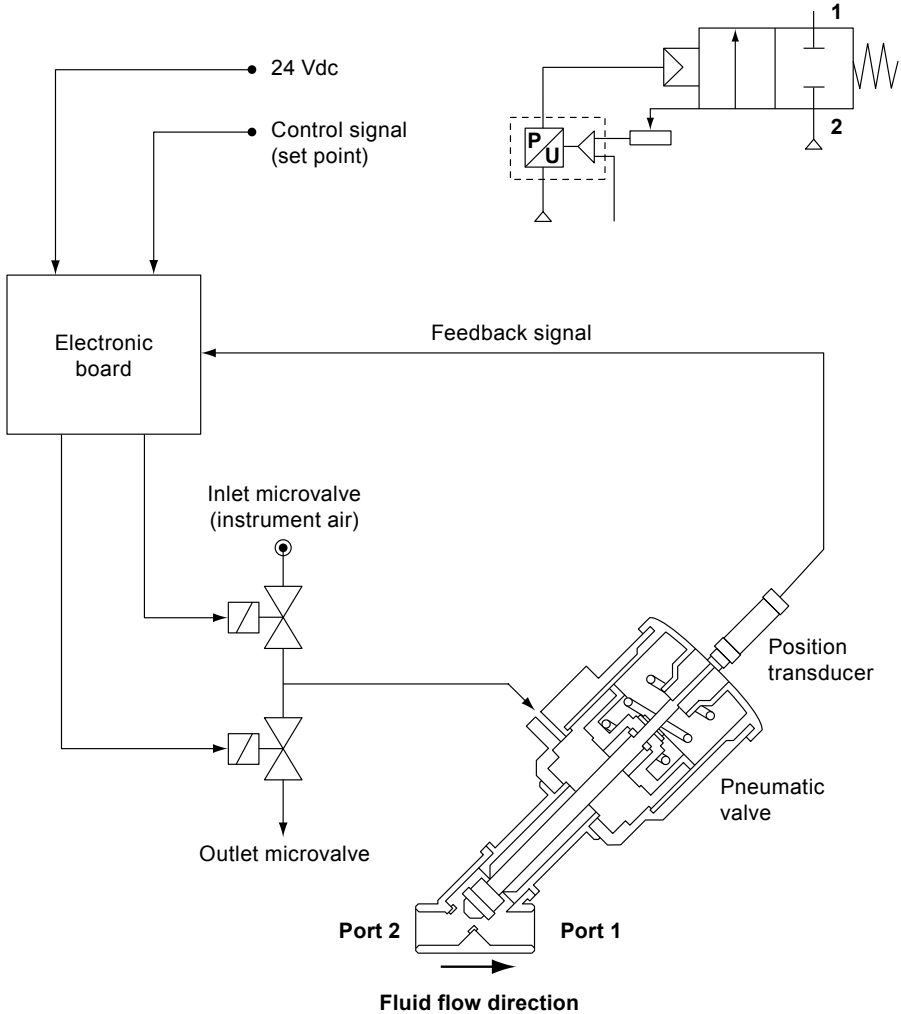 1
24 Vdc
Control signal
(set point)
2
P
U
Electronic
board
Feedback signal
Inlet microvalve
(instrument air)
Position
transducer
Pneumatic
valve
Outlet microvalve
Port 2
Port 1
Fluid flow direction